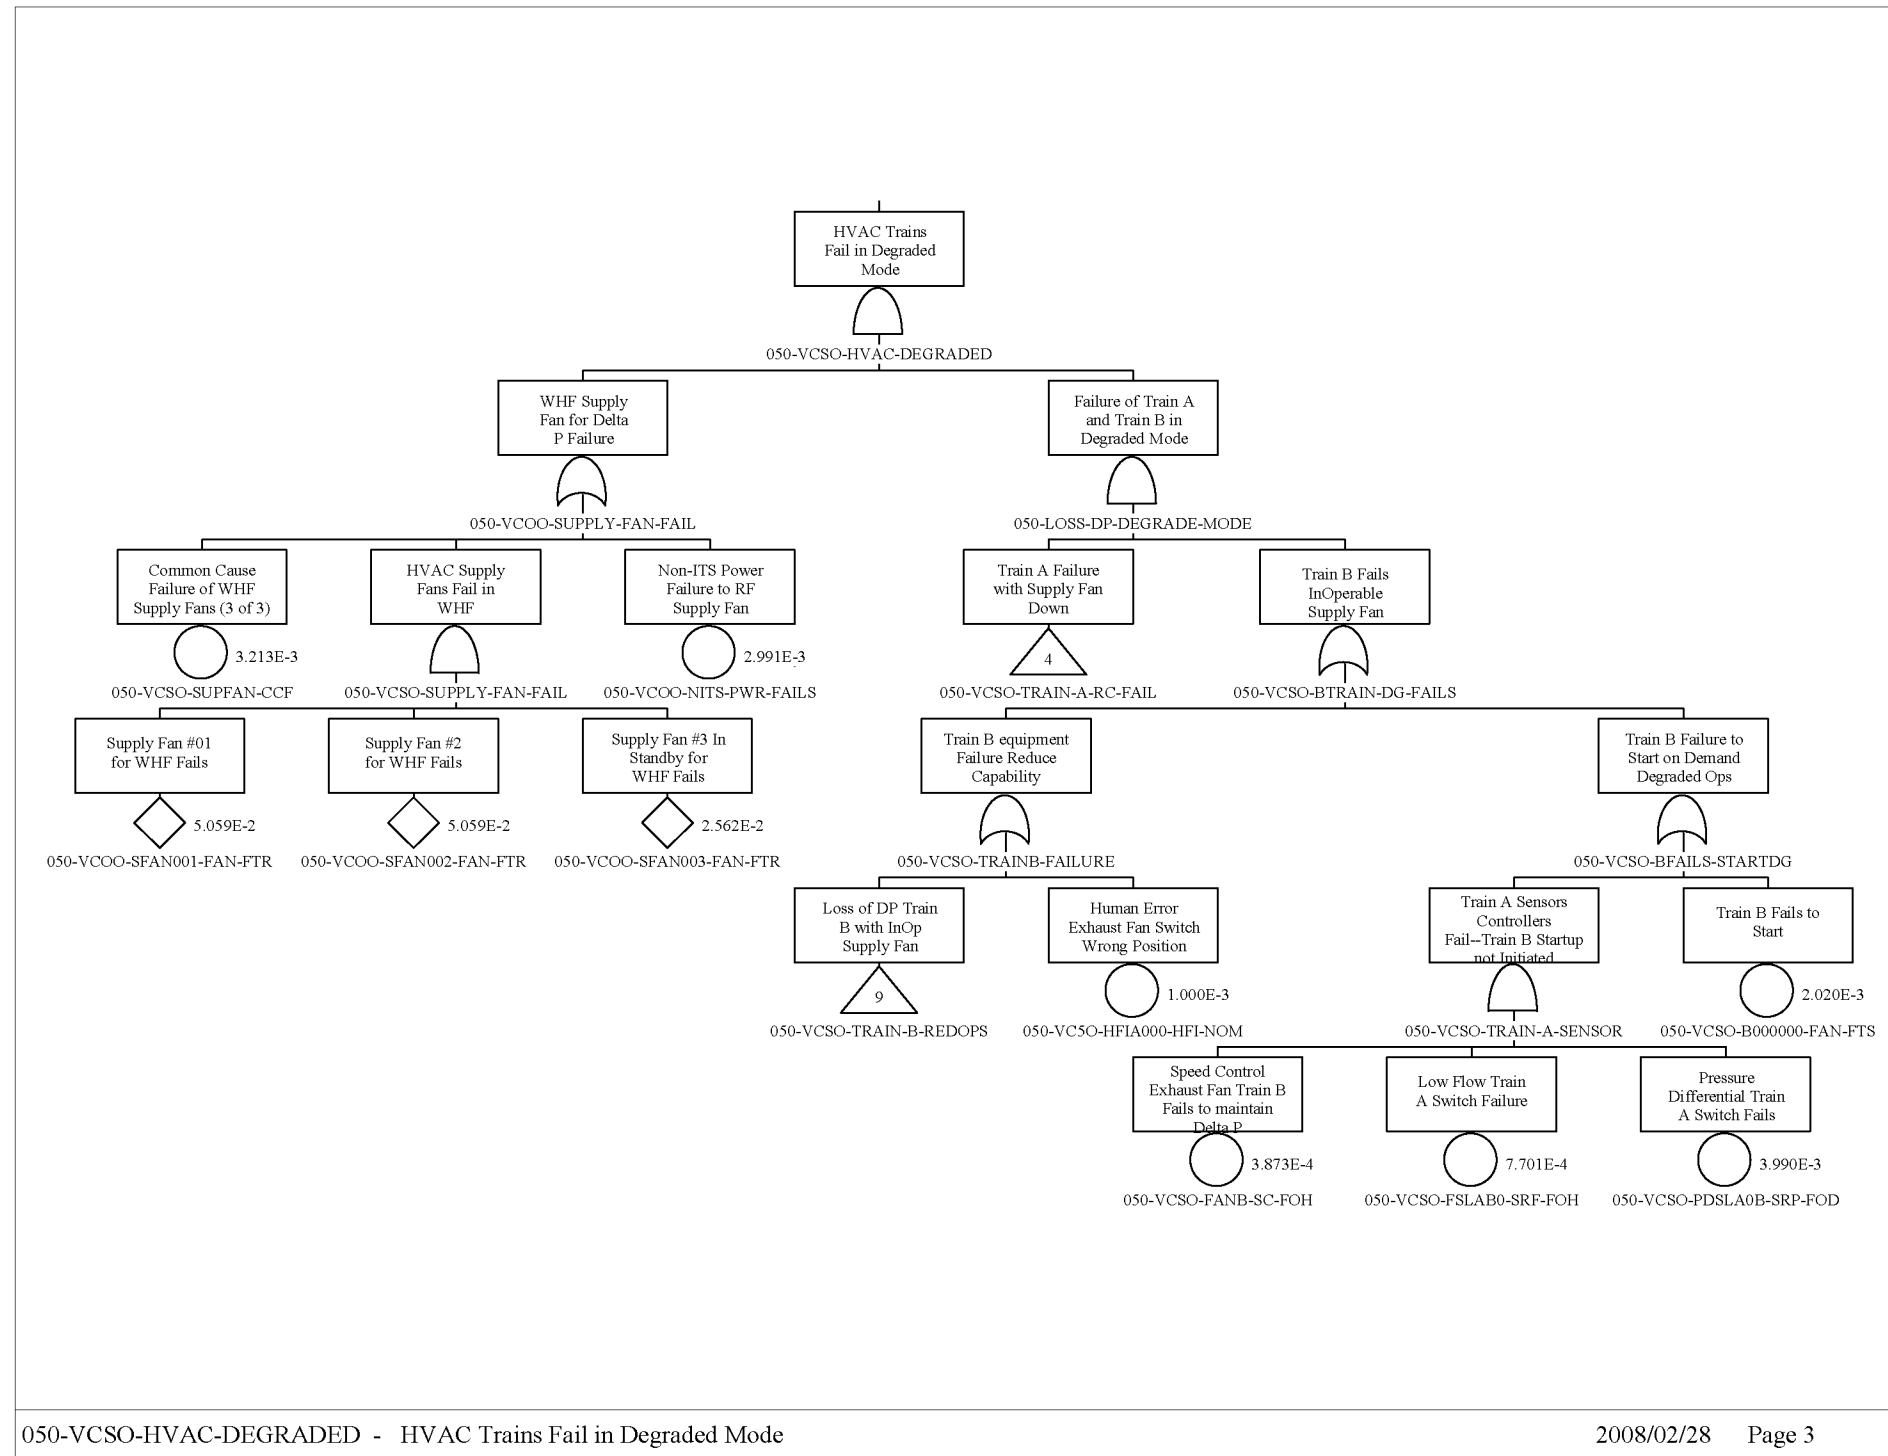 HVAC Trains
Fail in Degraded
Mode
050-VCSO-HVAC-DEGRADED
WHF Supply
Fan for Delta
P Failure
050-VCOO-SUPPLY-FAN-FAIL
Failure of Train A
and Train B in
Degraded Mode
050-LOSS-DP-DEGRADE-MODE
Common Cause
Failure of WHF
Supply Fans (3 of 3)
3.213E-3
050-VCSO-SUPFAN-CCF
HVAC Supply
Fans Fail in
WHF
050-VCSO-SUPPLY-FAN-FAIL
Non-ITS Power
Failure to RF
Supply Fan
2.991E-3
050-VCOO-NITS-PWR-FAILS
Train A Failure
with Supply Fan
Down
4
050-VCSO-TRAIN-A-RC-FAIL
Train B Fails
InOperable
Supply Fan
050-VCSO-BTRAIN-DG-FAILS
Supply Fan #01
for WHF Fails
5.059E-2
050-VCOO-SFAN001-FAN-FTR
Supply Fan #2
for WHF Fails
5.059E-2
050-VCOO-SFAN002-FAN-FTR
Supply Fan #3 In
Standby for
WHF Fails
2.562E-2
050-VCOO-SFAN003-FAN-FTR
Train B equipment
Failure Reduce
Capability
050-VCSO-TRAINB-FAILURE
Train B Failure to
Start on Demand
Degraded Ops
050-VCSO-BFAILS-STARTDG
Loss of DP Train
B with InOp
Supply Fan
9
050-VCSO-TRAIN-B-REDOPS
Human Error
Exhaust Fan Switch
Wrong Position
1.000E-3
050-VC5O-HFIA000-HFI-NOM
Train A Sensors
Controllers
Fail--Train B Startup
not Initiated
050-VCSO-TRAIN-A-SENSOR
Train B Fails to
Start
2.020E-3
050-VCSO-B000000-FAN-FTS
Speed Control
Exhaust Fan Train B
Fails to maintain
Delta P
3.873E-4
050-VCSO-FANB-SC-FOH
Low Flow Train
A Switch Failure
7.701E-4
050-VCSO-FSLAB0-SRF-FOH
Pressure
Differential Train
A Switch Fails
3.990E-3
050-VCSO-PDSLA0B-SRP-FOD
050-VCSO-HVAC-DEGRADED - HVAC Trains Fail in Degraded Mode
2008/02/28 Page 3